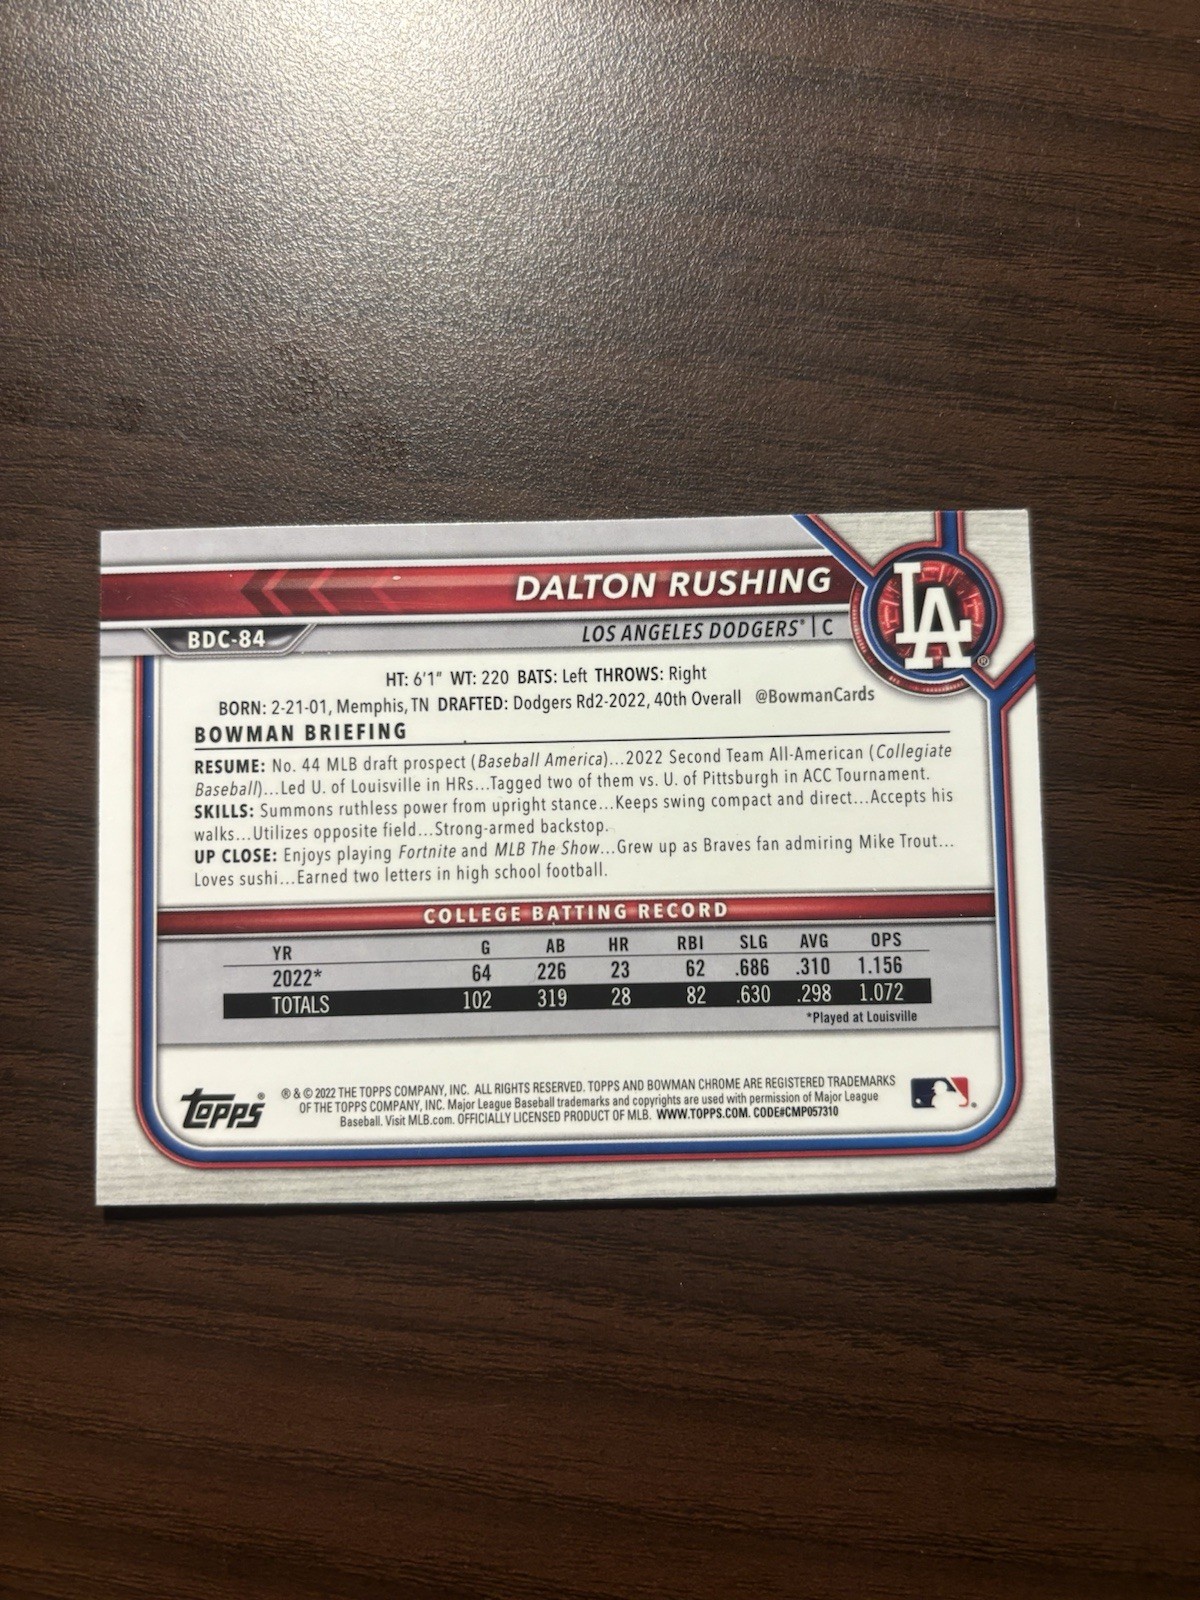 DALTON RUSHING
BDC-84
LOS ANGELES DODGERS® | C
LA ®
HT: 6'1" WT: 220 BATS: Left THROWS: Right
BORN: 2-21-01, Memphis, TN DRAFTED: Dodgers Rd2-2022, 40th Overall @BowmanCards
BOWMAN BRIEFING
RESUME: No. 44 MLB draft prospect (Baseball America)...2022 Second Team All-American (Collegiate
Baseball)...Led U. of Louisville in HRs...Tagged two of them vs. U. of Pittsburgh in ACC Tournament.
SKILLS: Summons ruthless power from upright stance...Keeps swing compact and direct...Accepts his
walks...Utilizes opposite field...Strong-armed backstop.
UP CLOSE: Enjoys playing Fortnite and MLB The Show...Grew up as Braves fan admiring Mike Trout...
Loves sushi...Earned two letters in high school football.
COLLEGE BATTING RECORD
YR G AB HR RBI SLG AVG OPS
2022* 64 226 23 62 .686 .310 1.156
TOTALS 102 319 28 82 .630 .298 1.072
*Played at Louisville
topps®
® & © 2022 THE TOPPS COMPANY, INC. ALL RIGHTS RESERVED. TOPPS AND BOWMAN CHROME ARE REGISTERED TRADEMARKS
OF THE TOPPS COMPANY, INC. Major League Baseball trademarks and copyrights are used with permission of Major League
Baseball. Visit MLB.com. OFFICIALLY LICENSED PRODUCT OF MLB. WWW.TOPPS.COM. CODE#CMP057310